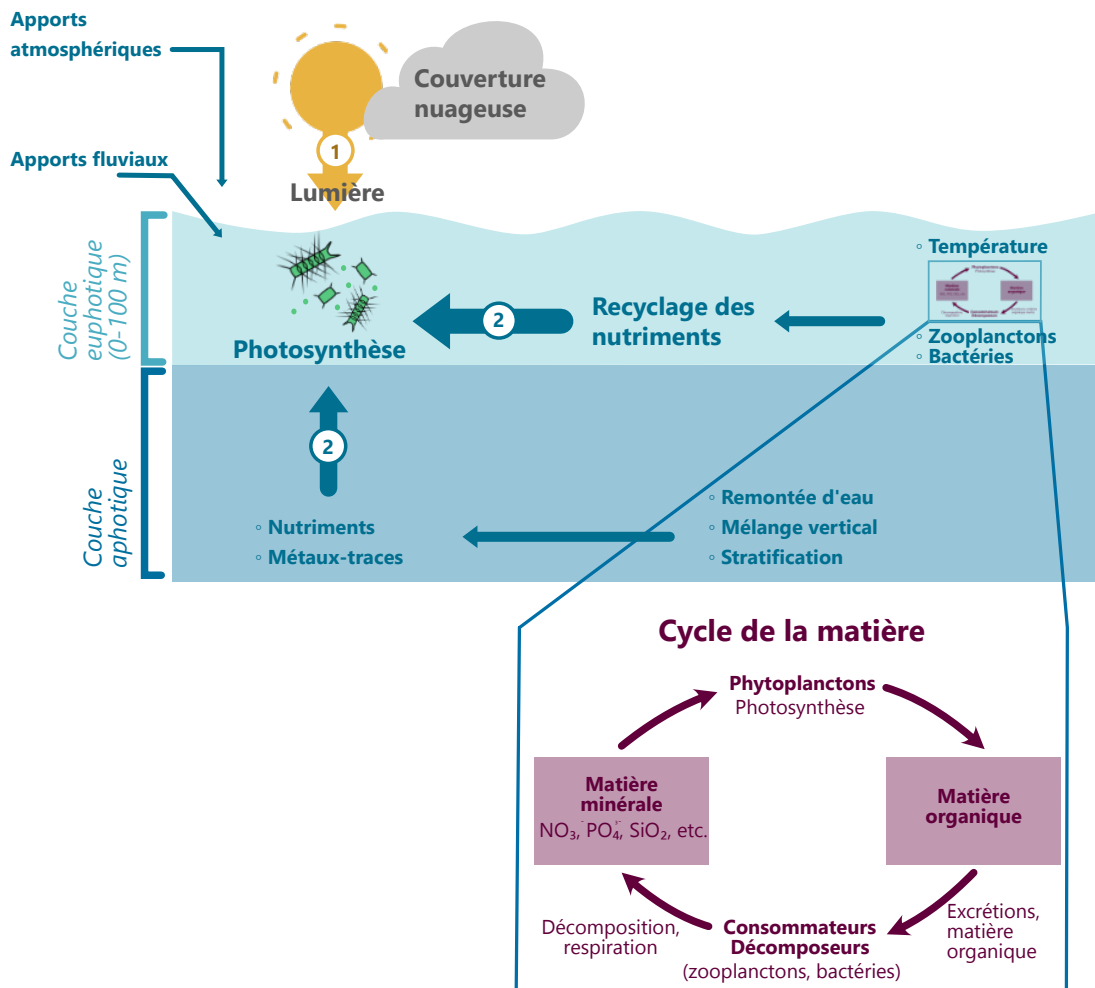 Apports
atmosphériques
Couverture
nuageuse
1
Apports fluviaux
Lumière
Couche
euphotique
(0-100 m)
◦ Température
2
Recyclage des
nutriments
Photosynthèse
◦ Zooplanctons
◦ Bactéries
Couche
aphotique
2
◦ Nutriments
◦ Métaux-traces
◦ Remontée d'eau
◦ Mélange vertical
◦ Stratification
Cycle de la matière
Phytoplanctons
Photosynthèse
Matière
minérale
NO₃, PO₄, SiO₂, etc.
Matière
organique
Décomposition,
respiration
Consommateurs
Décomposeurs
(zooplanctons, bactéries)
Excrétions,
matière
organique